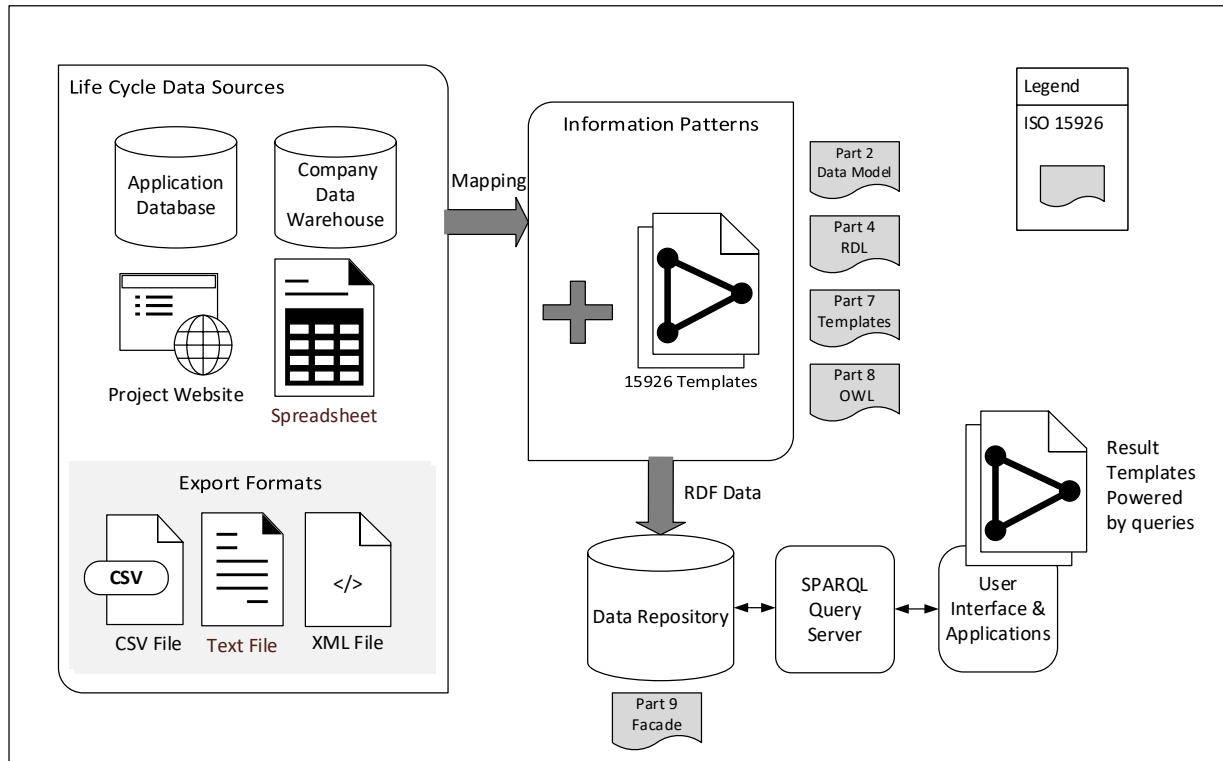 Life Cycle Data Sources
Application
Database
Company
Data
Warehouse
Project Website
Spreadsheet
Export Formats
CSV
CSV File
Text File
</>
XML File
Mapping
Information Patterns
15926 Templates
Part 2
Data Model
Part 4
RDL
Part 7
Templates
Part 8
OWL
Legend
ISO 15926
RDF Data
Data Repository
Part 9
Facade
SPARQL
Query
Server
User
Interface &
Applications
Result
Templates
Powered
by queries